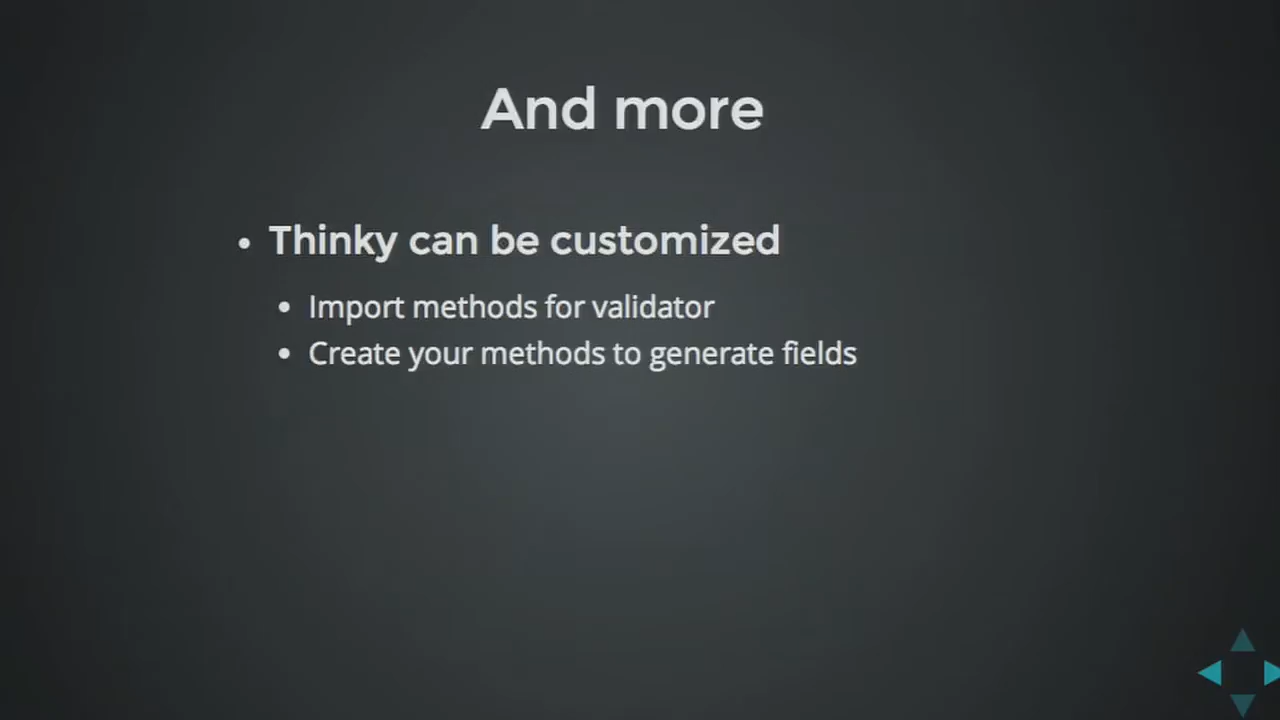 And more
• Thinky can be customized
• Import methods for validator
• Create your methods to generate fields